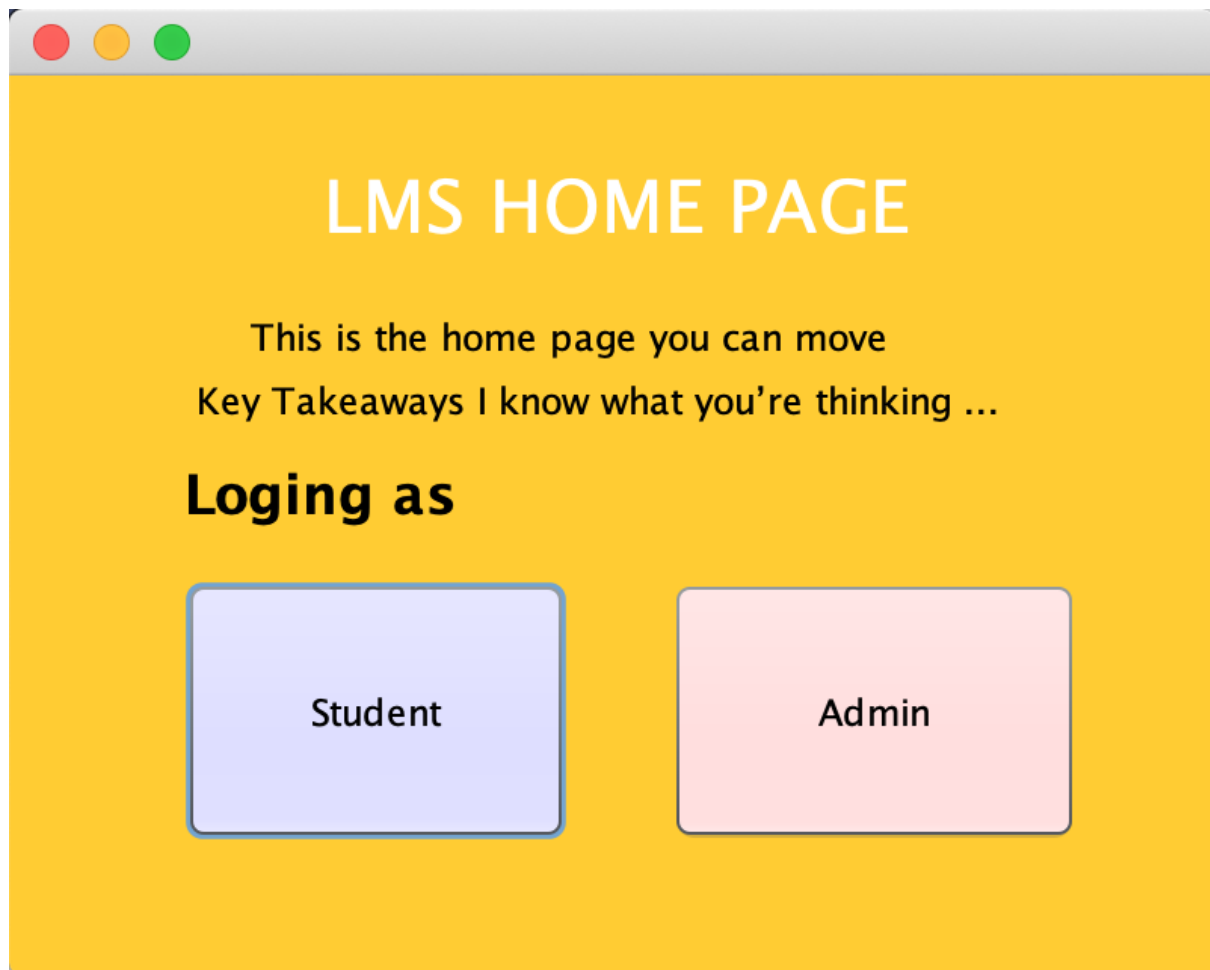 LMS HOME PAGE
This is the home page you can move
Key Takeaways I know what you’re thinking ...
Loging as
Student
Admin